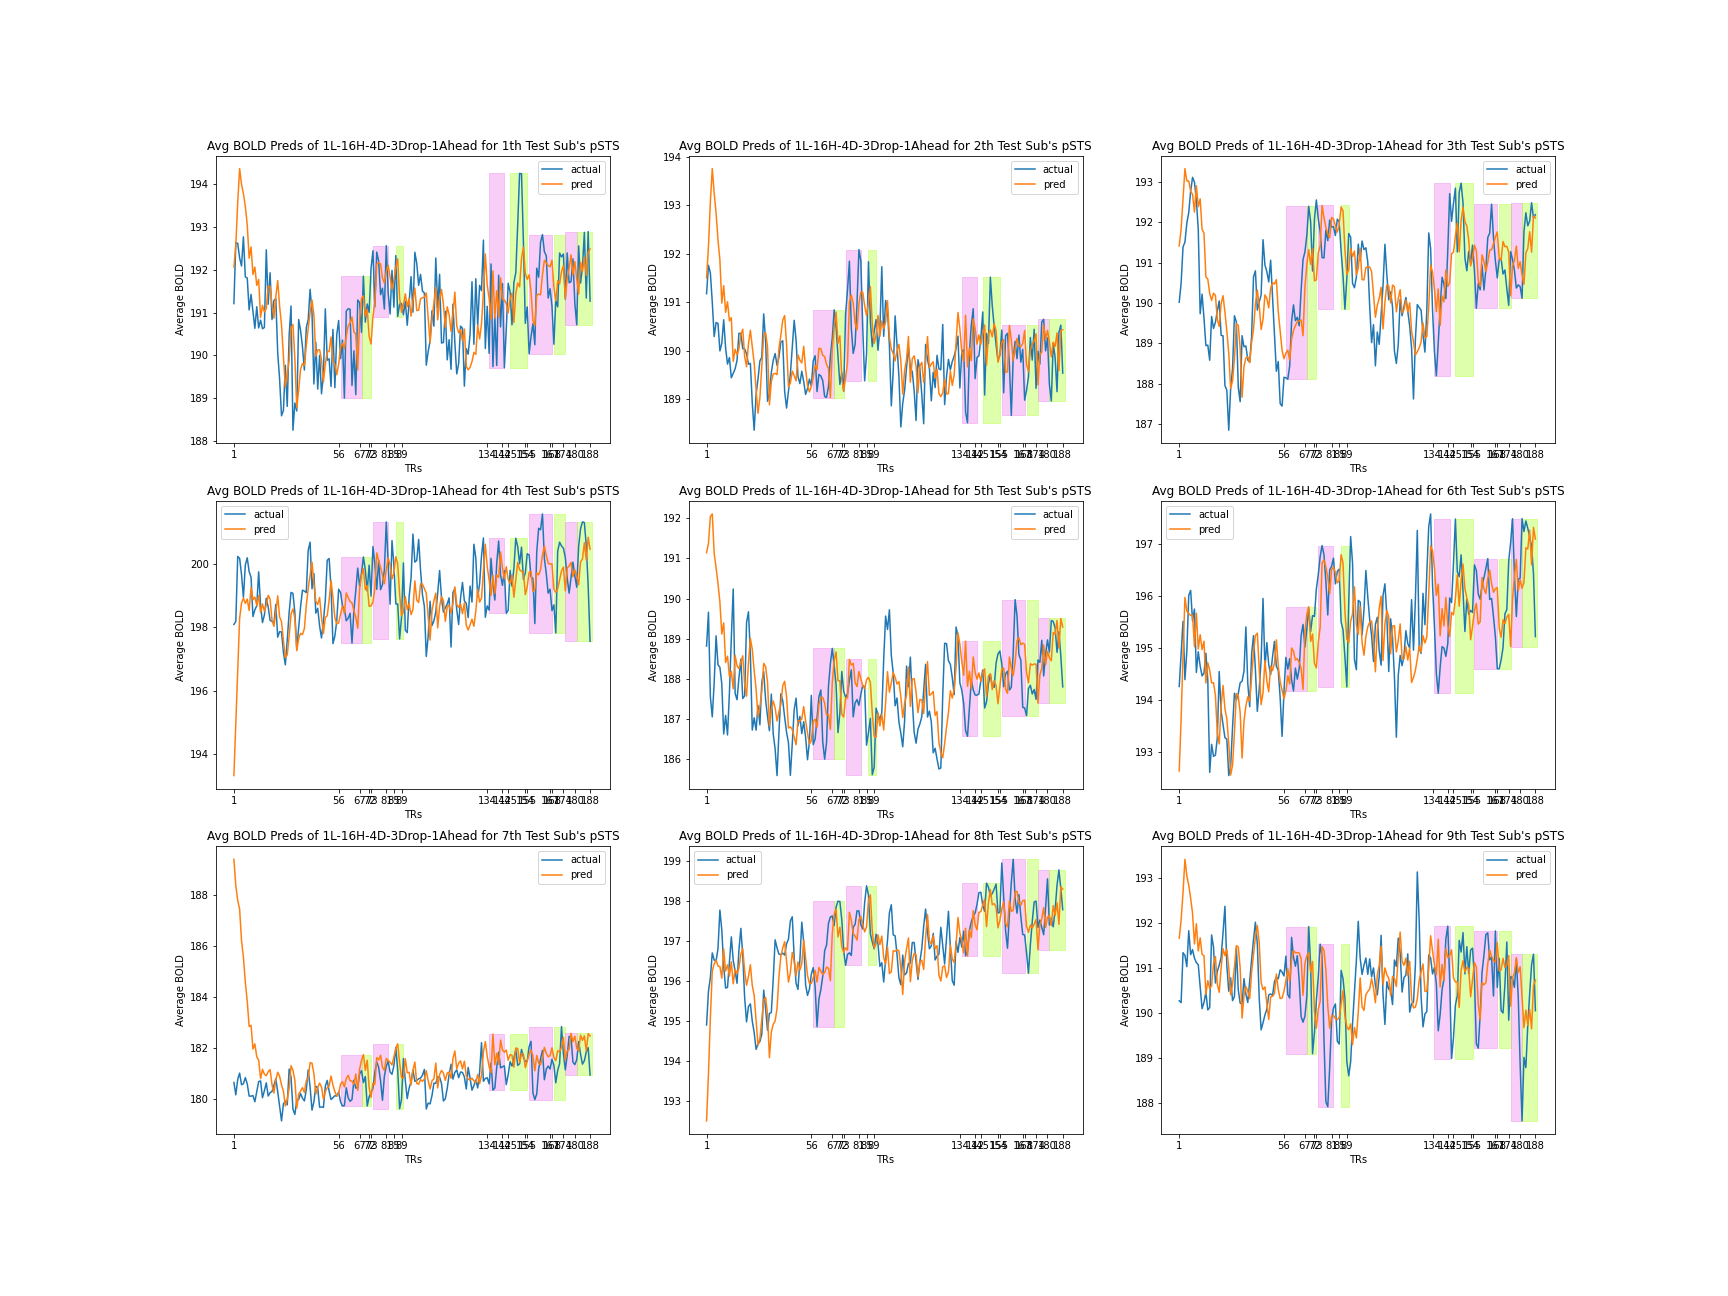 Avg BOLD Preds of 1L-16H-4D-3Drop-1Ahead for 1th Test Sub's pSTS
actual
pred
Average BOLD
194
193
192
191
190
189
188
1 56
TRs
Avg BOLD Preds of 1L-16H-4D-3Drop-1Ahead for 2th Test Sub's pSTS
actual
pred
Average BOLD
194
193
192
191
190
189
1 56
TRs
Avg BOLD Preds of 1L-16H-4D-3Drop-1Ahead for 3th Test Sub's pSTS
actual
pred
Average BOLD
193
192
191
190
189
188
187
1 56
TRs
Avg BOLD Preds of 1L-16H-4D-3Drop-1Ahead for 4th Test Sub's pSTS
actual
pred
Average BOLD
200
198
196
194
1 56
TRs
Avg BOLD Preds of 1L-16H-4D-3Drop-1Ahead for 5th Test Sub's pSTS
actual
pred
Average BOLD
192
191
190
189
188
187
186
1 56
TRs
Avg BOLD Preds of 1L-16H-4D-3Drop-1Ahead for 6th Test Sub's pSTS
actual
pred
Average BOLD
197
196
195
194
193
1 56
TRs
Avg BOLD Preds of 1L-16H-4D-3Drop-1Ahead for 7th Test Sub's pSTS
actual
pred
Average BOLD
188
186
184
182
180
1 56
TRs
Avg BOLD Preds of 1L-16H-4D-3Drop-1Ahead for 8th Test Sub's pSTS
actual
pred
Average BOLD
199
198
197
196
195
194
193
1 56
TRs
Avg BOLD Preds of 1L-16H-4D-3Drop-1Ahead for 9th Test Sub's pSTS
actual
pred
Average BOLD
193
192
191
190
189
188
1 56
TRs